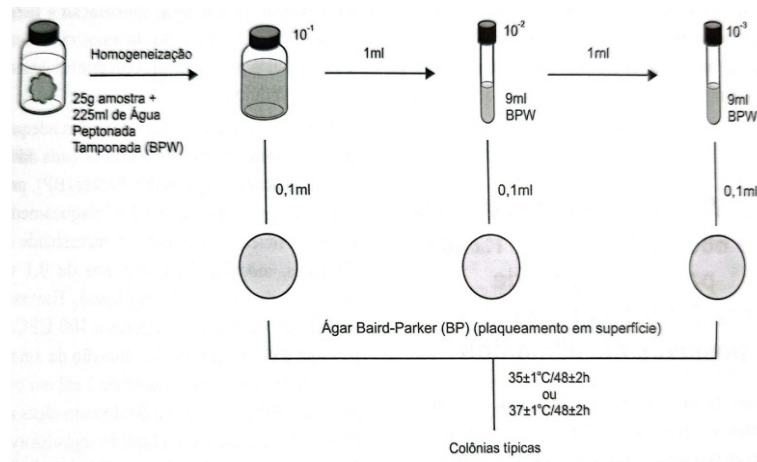 Homogeneização
25g amostra +
225ml de Água
Peptonada
Tamponada (BPW)
10-1
1ml
10-2
9ml
BPW
1ml
10-3
9ml
BPW
0,1ml
0,1ml
0,1ml
Ágar Baird-Parker (BP) (plaqueamento em superfície)
35±1°C/48±2h
ou
37±1°C/48±2h
Colônias típicas